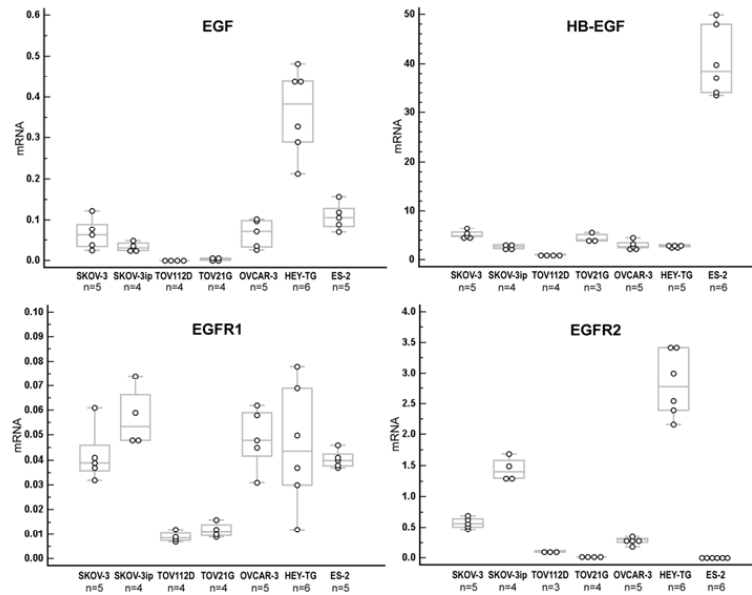 EGF
mRNA
0.6
0.5
0.4
0.3
0.2
0.1
0.0
SKOV-3 SKOV-3ip TOV112D TOV21G OVCAR-3 HEY-TG ES-2
n=5 n=4 n=4 n=4 n=5 n=6 n=5
HB-EGF
mRNA
50
40
30
20
10
0
SKOV-3 SKOV-3ip TOV112D TOV21G OVCAR-3 HEY-TG ES-2
n=5 n=4 n=4 n=3 n=5 n=5 n=6
EGFR1
mRNA
0.10
0.09
0.08
0.07
0.06
0.05
0.04
0.03
0.02
0.01
0.00
SKOV-3 SKOV-3ip TOV112D TOV21G OVCAR-3 HEY-TG ES-2
n=5 n=4 n=4 n=4 n=5 n=6 n=5
EGFR2
mRNA
4.0
3.5
3.0
2.5
2.0
1.5
1.0
0.5
0.0
SKOV-3 SKOV-3ip TOV112D TOV21G OVCAR-3 HEY-TG ES-2
n=5 n=4 n=3 n=4 n=5 n=6 n=6